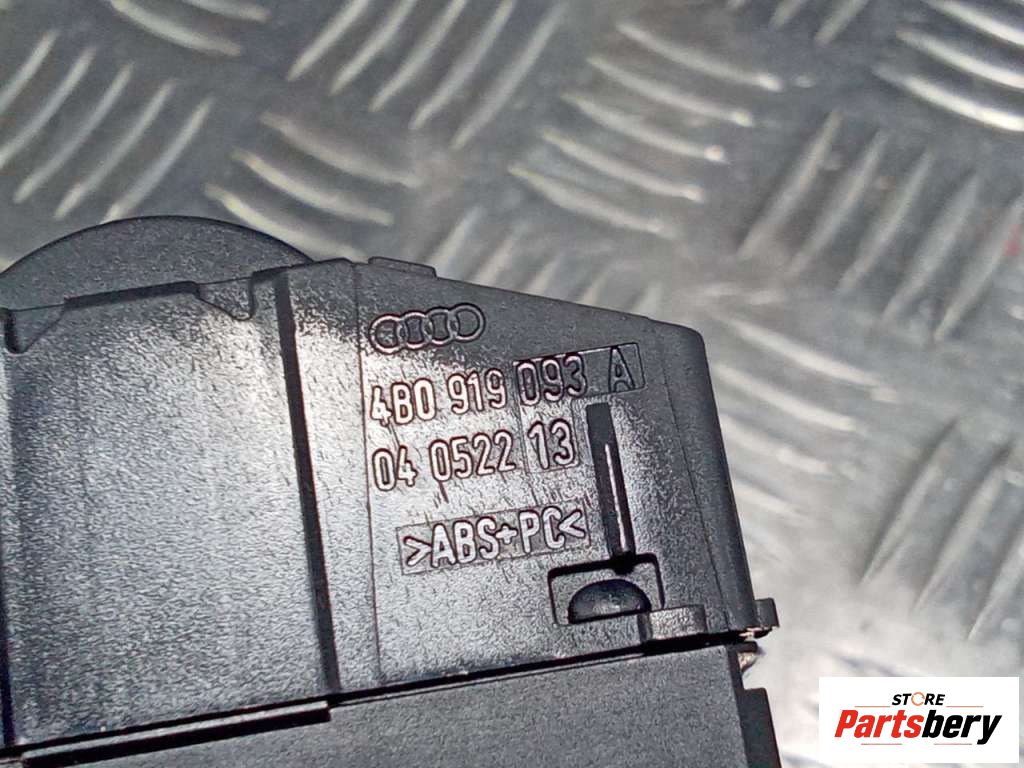 4B0 919 093 A
04 0522 13
>ABS+PC<
STORE
Partsbery